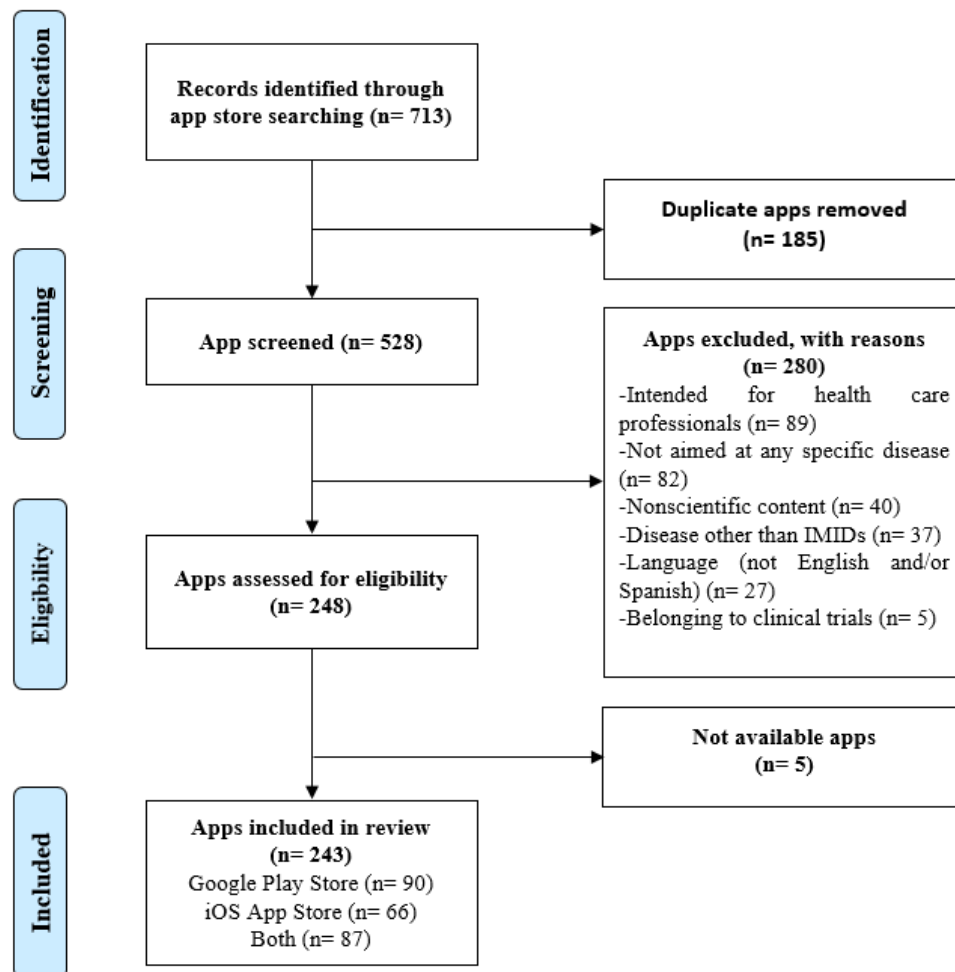 Identification
Records identified through
app store searching (n= 713)
Duplicate apps removed
(n= 185)
Screening
App screened (n= 528)
Apps excluded, with reasons
(n= 280)
-Intended for health care
professionals (n= 89)
-Not aimed at any specific disease
(n= 82)
-Nonscientific content (n= 40)
-Disease other than IMIDs (n= 37)
-Language (not English and/or
Spanish) (n= 27)
-Belonging to clinical trials (n= 5)
Eligibility
Apps assessed for eligibility
(n= 248)
Not available apps
(n= 5)
Included
Apps included in review
(n= 243)
Google Play Store (n= 90)
iOS App Store (n= 66)
Both (n= 87)